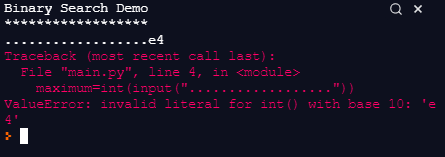 Binary Search Demo
******************
..................e4
Traceback (most recent call last):
  File "main.py", line 4, in <module>
    maximum=int(input(".................."))
ValueError: invalid literal for int() with base 10: 'e
4'